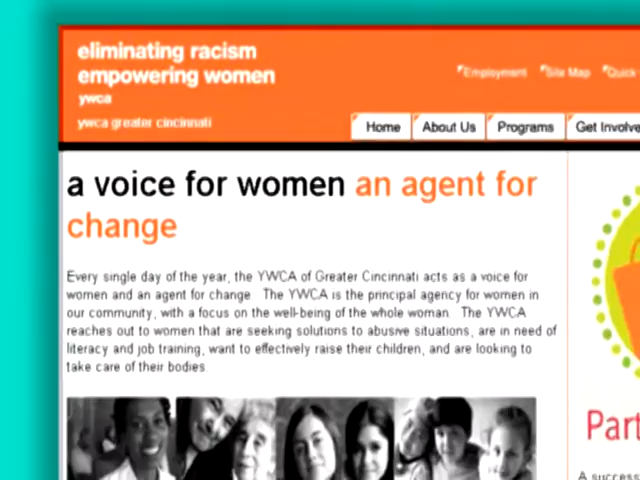 eliminating racism
empowering women
ywca
ywca greater cincinnati
Employment Site Map Quick
Home About Us Programs Get Involve
a voice for women an agent for
change
Every single day of the year, the YWCA of Greater Cincinnati acts as a voice for
women and an agent for change. The YWCA is the principal agency for women in
our community, with a focus on the well-being of the whole woman. The YWCA
reaches out to women that are seeking solutions to abusive situations, are in need of
literacy and job training, want to effectively raise their children, and are looking to
take care of their bodies.
Part
A success